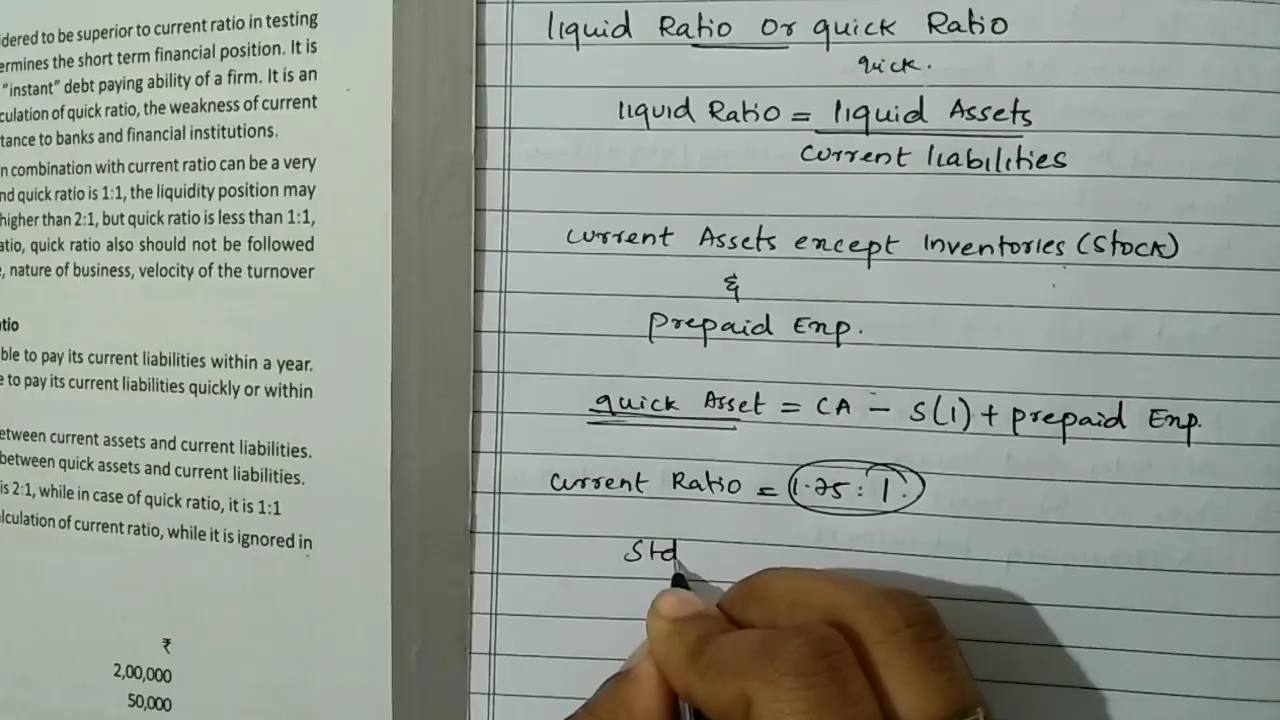 dered to be superior to current ratio in testing
ermines the short term financial position. It is
"instant" debt paying ability of a firm. It is an
culation of quick ratio, the weakness of current
tance to banks and financial institutions.
n combination with current ratio can be a very
nd quick ratio is 1:1, the liquidity position may
higher than 2:1, but quick ratio is less than 1:1,
atio, quick ratio also should not be followed
, nature of business, velocity of the turnover
tio
ble to pay its current liabilities within a year.
e to pay its current liabilities quickly or within
etween current assets and current liabilities.
between quick assets and current liabilities.
is 2:1, while in case of quick ratio, it is 1:1
alculation of current ratio, while it is ignored in
₹
2,00,000
50,000
liquid Ratio Or quick Ratio
quick.
liquid Ratio = liquid Assets
current liabilities
current Assets except Inventories (Stock)
&
Prepaid Exp.
quick Asset = CA - S(I) + prepaid Exp.
current Ratio = 1.75 : 1.
Std